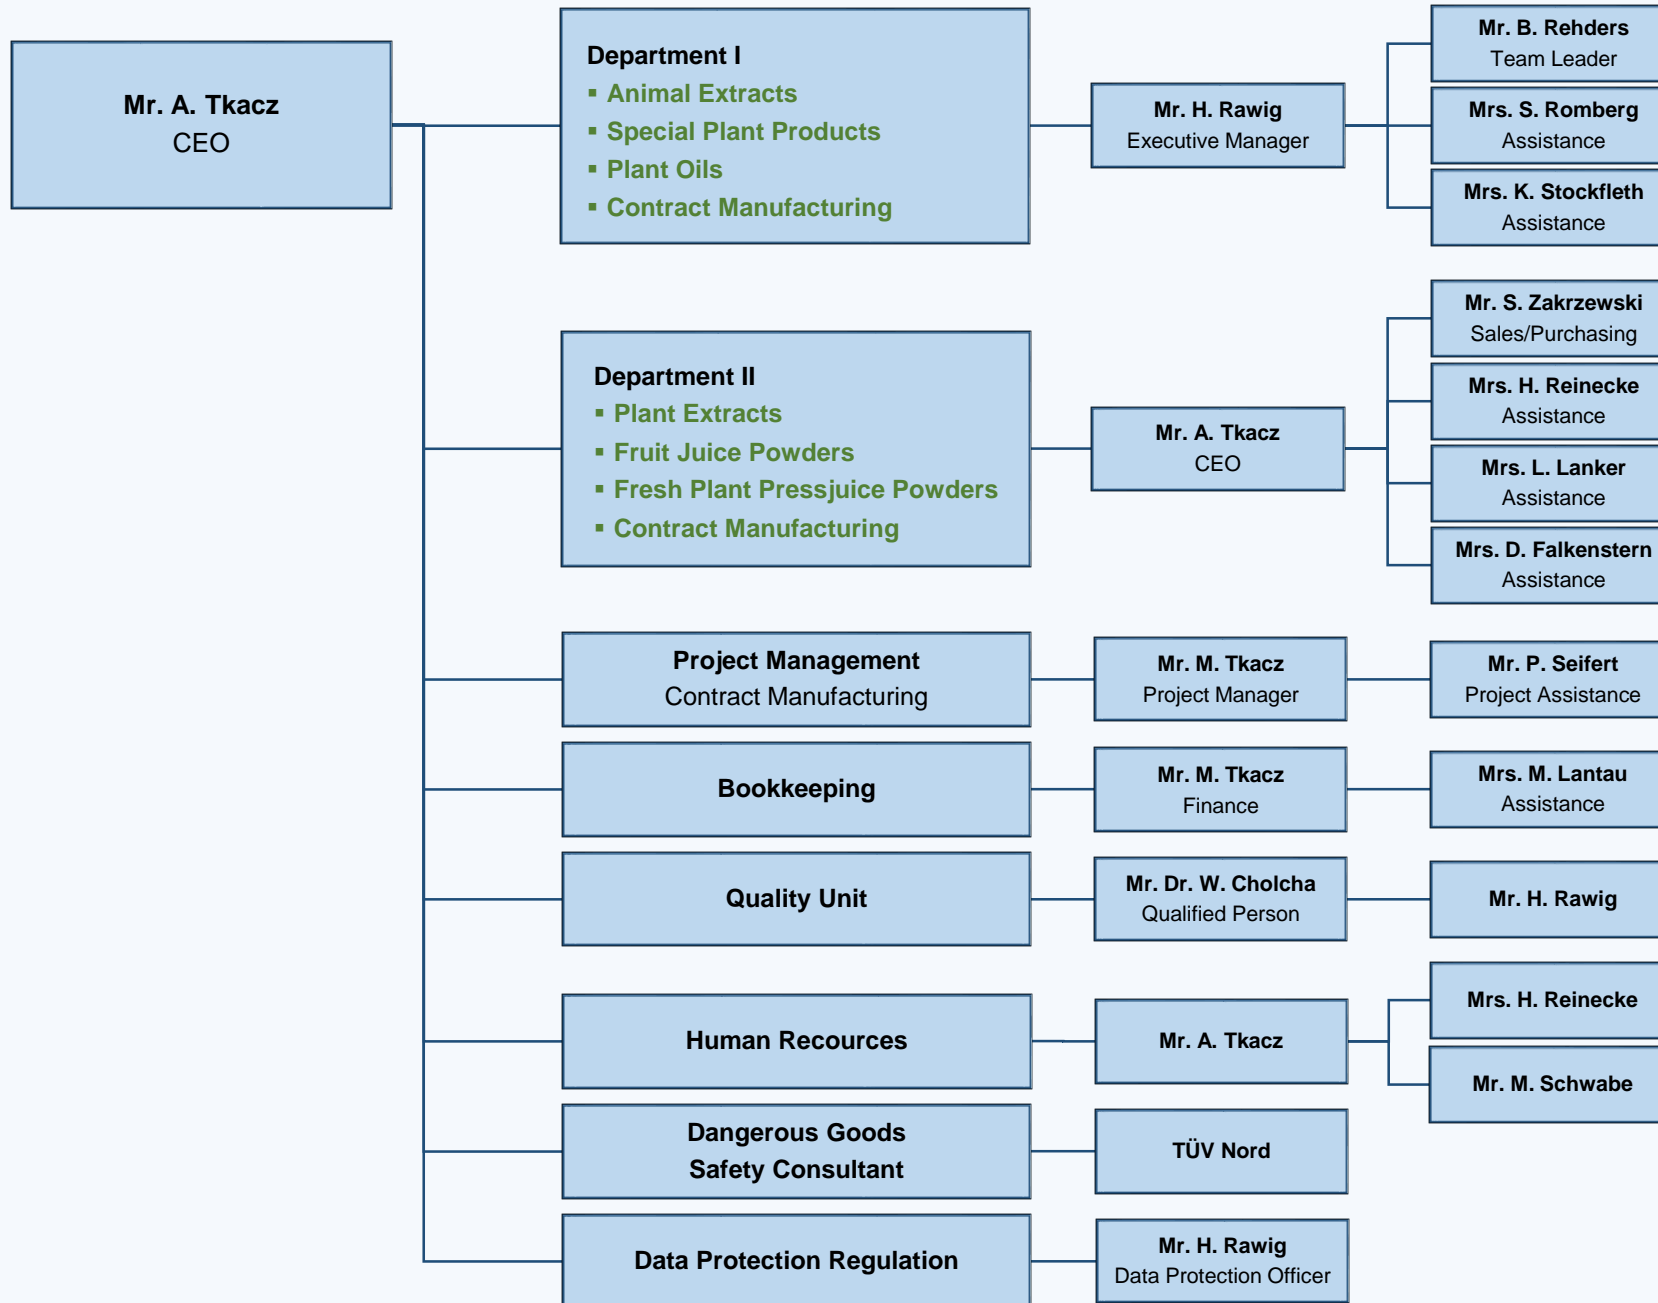 Mr. A. Tkacz
CEO
Department I
▪ Animal Extracts
▪ Special Plant Products
▪ Plant Oils
▪ Contract Manufacturing
Mr. H. Rawig
Executive Manager
Mr. B. Rehders
Team Leader
Mrs. S. Romberg
Assistance
Mrs. K. Stockfleth
Assistance
Department II
▪ Plant Extracts
▪ Fruit Juice Powders
▪ Fresh Plant Pressjuice Powders
▪ Contract Manufacturing
Mr. A. Tkacz
CEO
Mr. S. Zakrzewski
Sales/Purchasing
Mrs. H. Reinecke
Assistance
Mrs. L. Lanker
Assistance
Mrs. D. Falkenstern
Assistance
Project Management
Contract Manufacturing
Mr. M. Tkacz
Project Manager
Mr. P. Seifert
Project Assistance
Bookkeeping
Mr. M. Tkacz
Finance
Mrs. M. Lantau
Assistance
Quality Unit
Mr. Dr. W. Cholcha
Qualified Person
Mr. H. Rawig
Human Recources
Mr. A. Tkacz
Mrs. H. Reinecke
Mr. M. Schwabe
Dangerous Goods
Safety Consultant
TÜV Nord
Data Protection Regulation
Mr. H. Rawig
Data Protection Officer